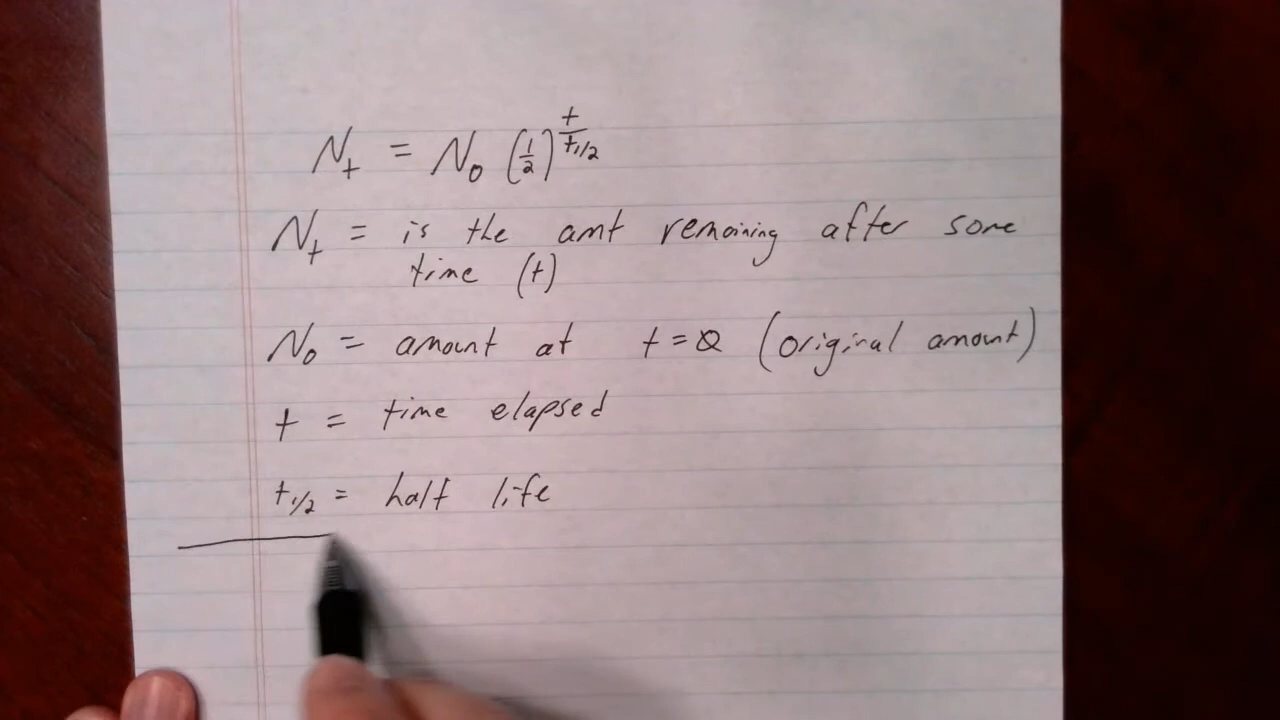 Nt = N0 (1/2)^(t/t1/2)
Nt = is the amt remaining after some
time (t)
N0 = amount at t=0 (original amount)
t = time elapsed
t1/2 = half life